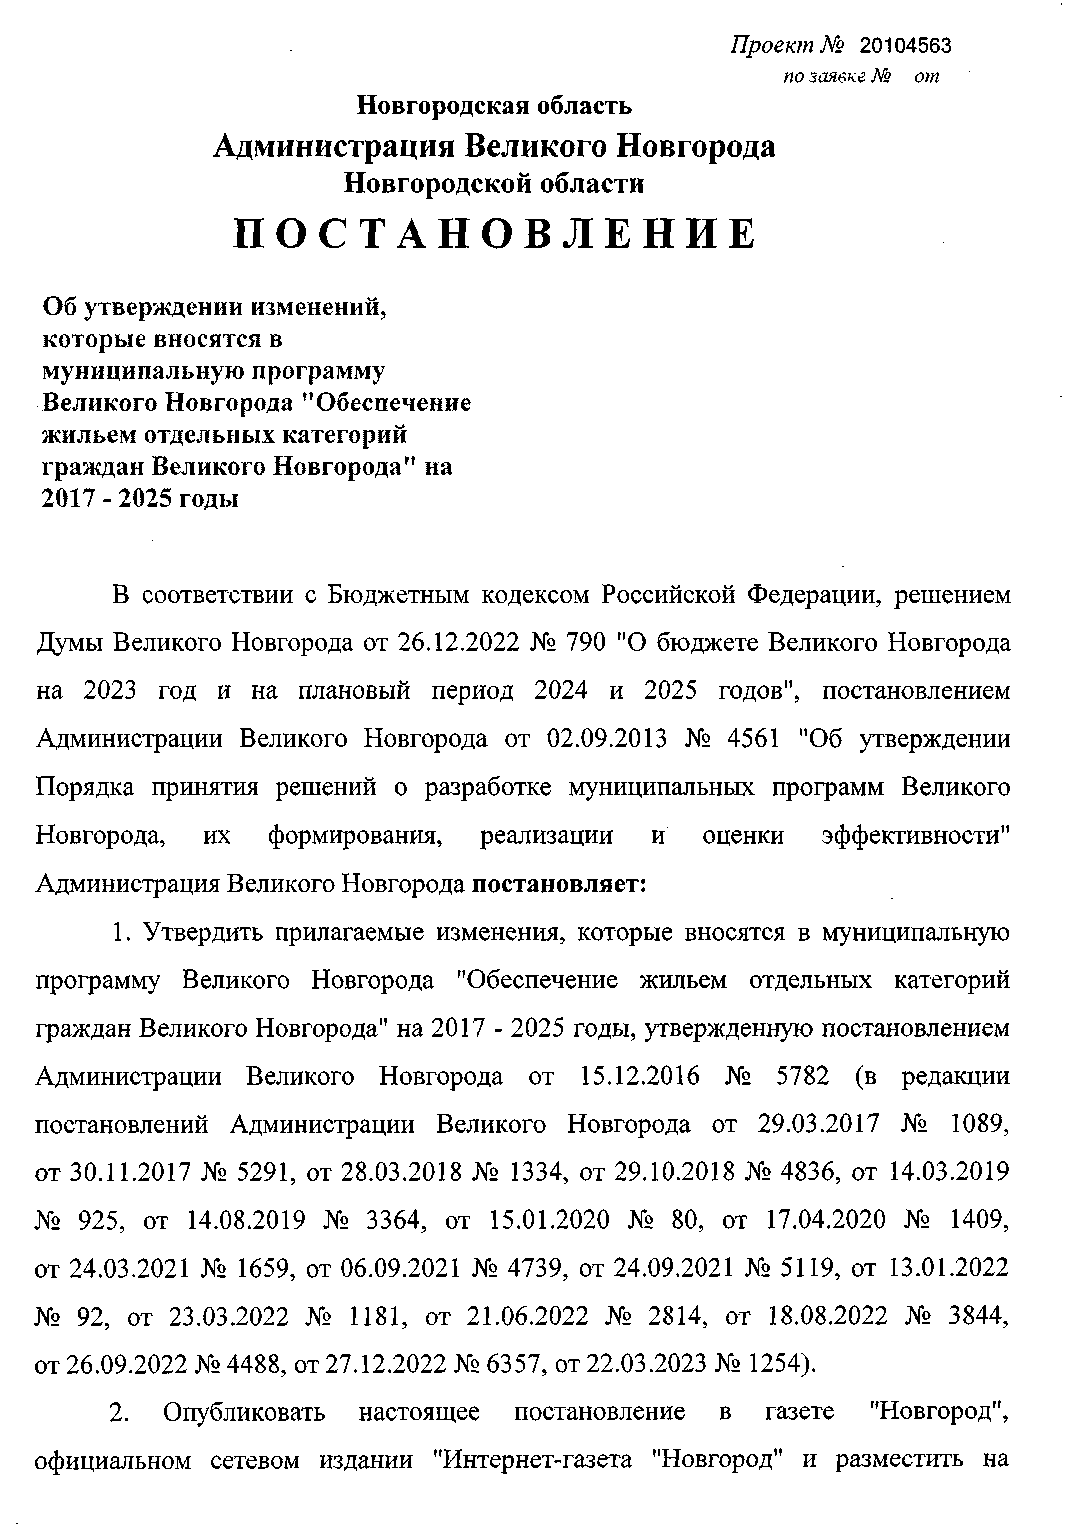 Проект № 20104563
по заявке № от
Новгородская область
Администрация Великого Новгорода
Новгородской области
ПОСТАНОВЛЕНИЕ
Об утверждении изменений,
которые вносятся в
муниципальную программу
Великого Новгорода "Обеспечение
жильем отдельных категорий
граждан Великого Новгорода" на
2017 - 2025 годы
В соответствии с Бюджетным кодексом Российской Федерации, решением
Думы Великого Новгорода от 26.12.2022 № 790 "О бюджете Великого Новгорода
на 2023 год и на плановый период 2024 и 2025 годов", постановлением
Администрации Великого Новгорода от 02.09.2013 № 4561 "Об утверждении
Порядка принятия решений о разработке муниципальных программ Великого
Новгорода, их формирования, реализации и оценки эффективности"
Администрация Великого Новгорода постановляет:
1. Утвердить прилагаемые изменения, которые вносятся в муниципальную
программу Великого Новгорода "Обеспечение жильем отдельных категорий
граждан Великого Новгорода" на 2017 - 2025 годы, утвержденную постановлением
Администрации Великого Новгорода от 15.12.2016 № 5782 (в редакции
постановлений Администрации Великого Новгорода от 29.03.2017 № 1089,
от 30.11.2017 № 5291, от 28.03.2018 № 1334, от 29.10.2018 № 4836, от 14.03.2019
№ 925, от 14.08.2019 № 3364, от 15.01.2020 № 80, от 17.04.2020 № 1409,
от 24.03.2021 № 1659, от 06.09.2021 № 4739, от 24.09.2021 № 5119, от 13.01.2022
№ 92, от 23.03.2022 № 1181, от 21.06.2022 № 2814, от 18.08.2022 № 3844,
от 26.09.2022 № 4488, от 27.12.2022 № 6357, от 22.03.2023 № 1254).
2. Опубликовать настоящее постановление в газете "Новгород",
официальном сетевом издании "Интернет-газета "Новгород" и разместить на